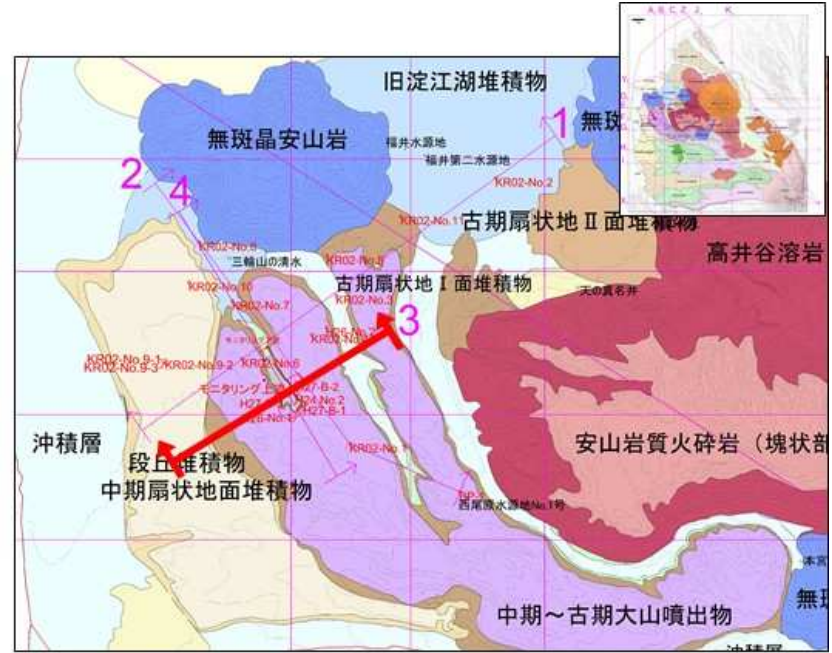 A B C Z J K
旧淀江湖堆積物
1
無斑
無斑晶安山岩
福井水源地
福井第二水源地
2
4
KR02-No.2
KR02-No.11
古期扇状地Ⅱ面堆積物
高井谷溶岩
三輪山の清水
KR02-No.10
古期扇状地Ⅰ面堆積物
天の真名井
KR02-No.7
KR02-No.3
3
KR02-No.9-1
KR02-No.9-3
KR02-No.9-2
KR02-No.6
H27-B-2
H24-No.2
H27-B-1
沖積層
段丘堆積物
中期扇状地面堆積物
KR02-No.1
安山岩質火砕岩（塊状部
西尾原水源地No.1号
本宮
中期～古期大山噴出物
無
沖積層